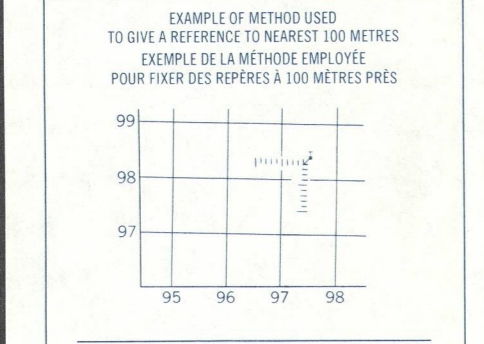 EXAMPLE OF METHOD USED
TO GIVE A REFERENCE TO NEAREST 100 METRES
EXEMPLE DE LA MÉTHODE EMPLOYÉE
POUR FIXER DES REPÈRES À 100 MÈTRES PRÈS
99
98
97
95 96 97 98